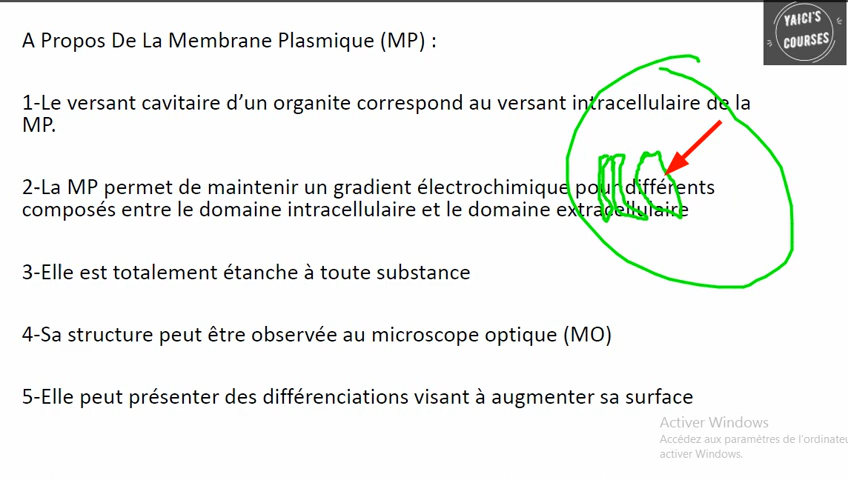 YAICI'S
COURSES
A Propos De La Membrane Plasmique (MP) :
1-Le versant cavitaire d'un organite correspond au versant intracellulaire de la
MP.
2-La MP permet de maintenir un gradient électrochimique pour différents
composés entre le domaine intracellulaire et le domaine extracellulaire
3-Elle est totalement étanche à toute substance
4-Sa structure peut être observée au microscope optique (MO)
5-Elle peut présenter des différenciations visant à augmenter sa surface
Activer Windows
Accédez aux paramètres de l'ordinateu
activer Windows.